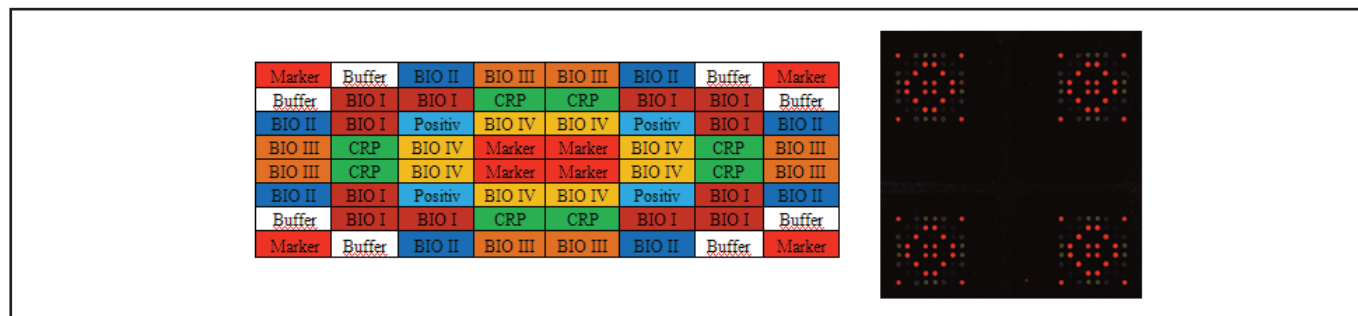 Marker Buffer BIO II BIO III BIO III BIO II Buffer Marker
Buffer BIO I BIO I CRP CRP BIO I BIO I Buffer
BIO II BIO I Positiv BIO IV BIO IV Positiv BIO I BIO II
BIO III CRP BIO IV Marker Marker BIO IV CRP BIO III
BIO III CRP BIO IV Marker Marker BIO IV CRP BIO III
BIO II BIO I Positiv BIO IV BIO IV Positiv BIO I BIO II
Buffer BIO I BIO I CRP CRP BIO I BIO I Buffer
Marker Buffer BIO II BIO III BIO III BIO II Buffer Marker